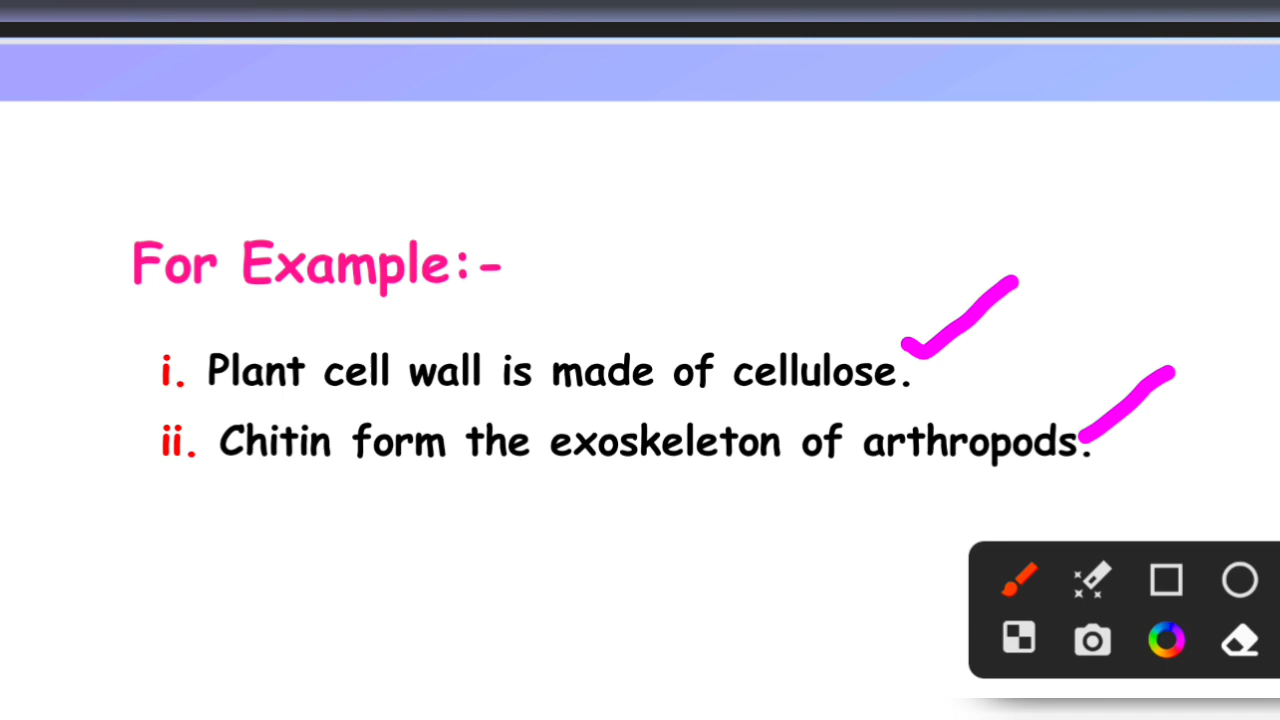 For Example:-
i. Plant cell wall is made of cellulose.
ii. Chitin form the exoskeleton of arthropods.